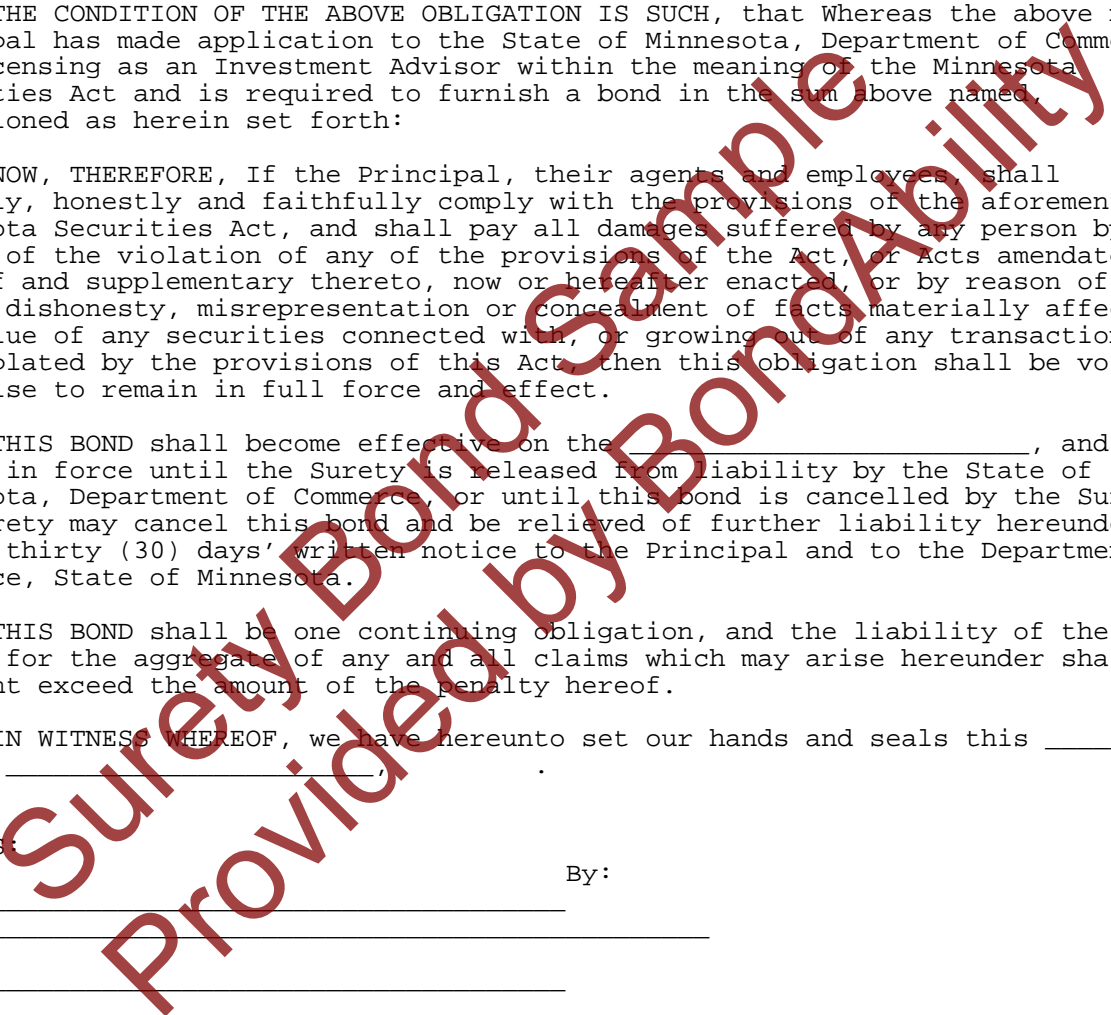 THE CONDITION OF THE ABOVE OBLIGATION IS SUCH, that Whereas the above
pal has made application to the State of Minnesota, Department of Comm
censing as an Investment Advisor within the meaning of the Minnesota
ties Act and is required to furnish a bond in the sum above named,
ioned as herein set forth:
NOW, THEREFORE, If the Principal, their agents and employees, shall
ly, honestly and faithfully comply with the provisions of the aforemen
ota Securities Act, and shall pay all damages suffered by any person by
of the violation of any of the provisions of the Act, or Acts amendat
f and supplementary thereto, now or hereafter enacted, or by reason of
dishonesty, misrepresentation or concealment of facts materially affe
lue of any securities connected with, or growing out of any transaction
plated by the provisions of this Act, then this obligation shall be vo
ise to remain in full force and effect.
THIS BOND shall become effective on the _______________________, and
in force until the Surety is released from liability by the State of
ota, Department of Commerce, or until this bond is cancelled by the Su
rety may cancel this bond and be relieved of further liability hereund
thirty (30) days' written notice to the Principal and to the Departme
ce, State of Minnesota.
THIS BOND shall be one continuing obligation, and the liability of the
for the aggregate of any and all claims which may arise hereunder sha
nt exceed the amount of the penalty hereof.
IN WITNESS WHEREOF, we have hereunto set our hands and seals this ____
_____________________, .
s:
By:
Surety Bond Sample
Provided by BondAbility